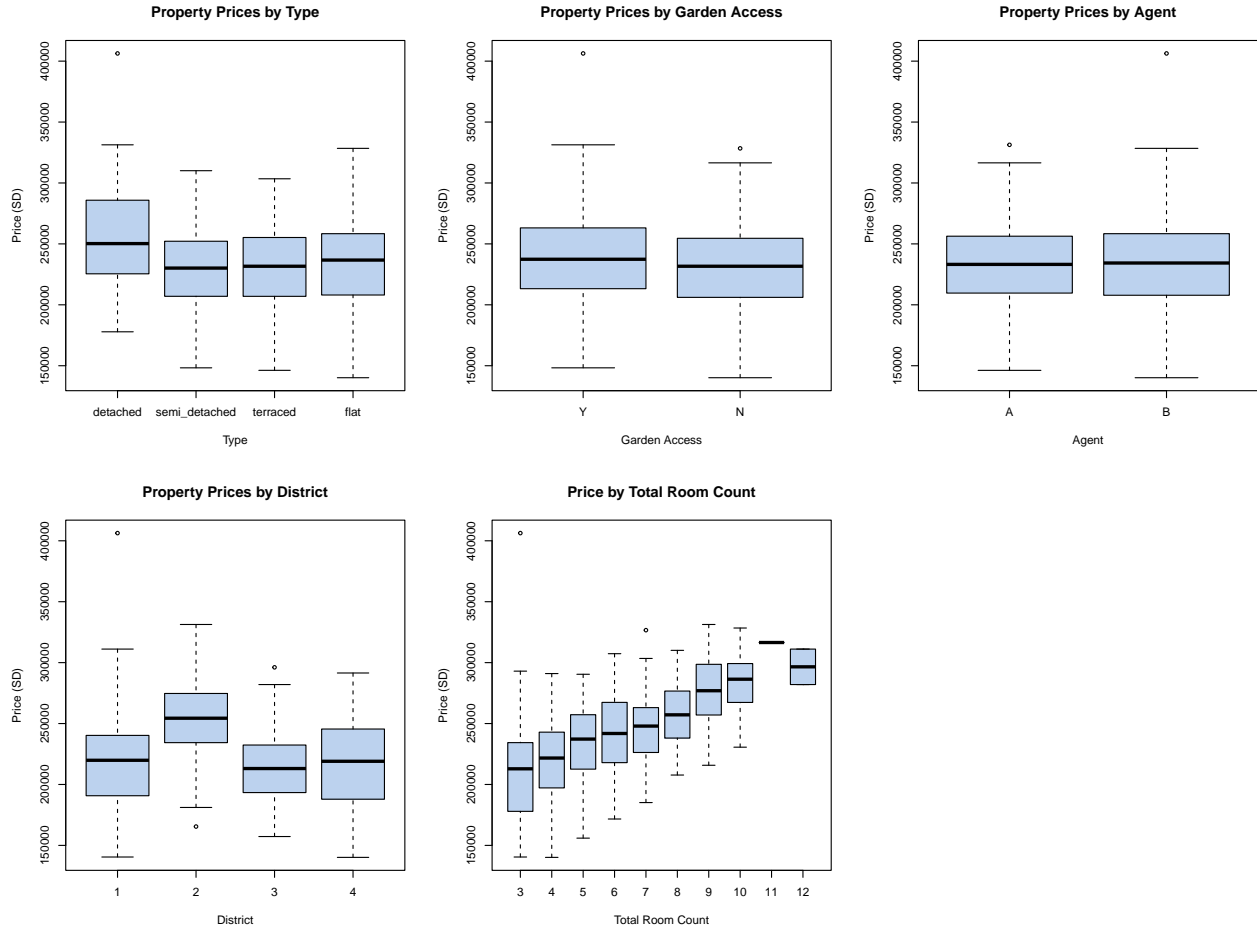 Property Prices by Type
Price (SD)
400000
350000
300000
250000
200000
150000
detached semi_detached terraced flat
Type
Property Prices by Garden Access
Price (SD)
400000
350000
300000
250000
200000
150000
Y N
Garden Access
Property Prices by Agent
Price (SD)
400000
350000
300000
250000
200000
150000
A B
Agent
Property Prices by District
Price (SD)
400000
350000
300000
250000
200000
150000
1 2 3 4
District
Price by Total Room Count
Price (SD)
400000
350000
300000
250000
200000
150000
3 4 5 6 7 8 9 10 11 12
Total Room Count